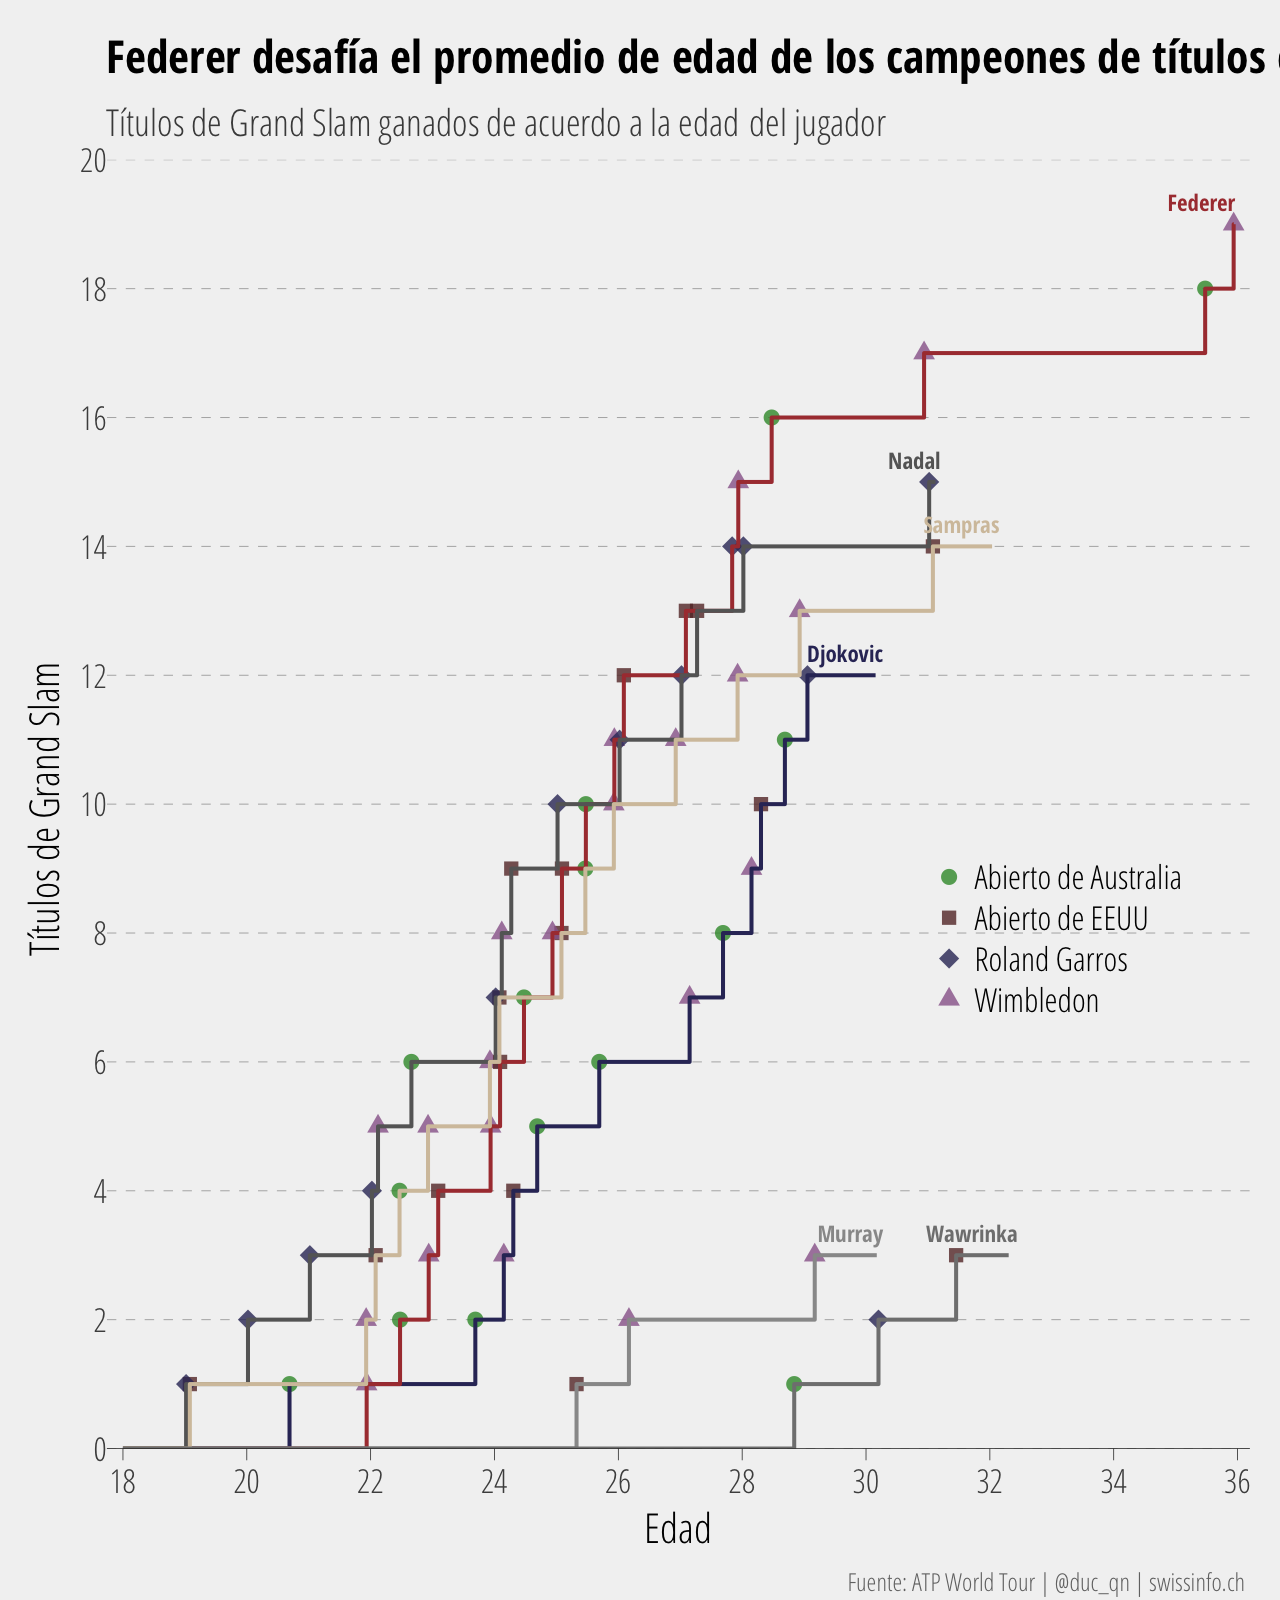 Federer desafía el promedio de edad de los campeones de títulos
Títulos de Grand Slam ganados de acuerdo a la edad del jugador
20
18
16
14
12
10
8
6
4
2
0
Títulos de Grand Slam
Federer
Nadal
Sampras
Djokovic
Murray
Wawrinka
Abierto de Australia
Abierto de EEUU
Roland Garros
Wimbledon
18 20 22 24 26 28 30 32 34 36
Edad
Fuente: ATP World Tour | @duc_qn | swissinfo.ch